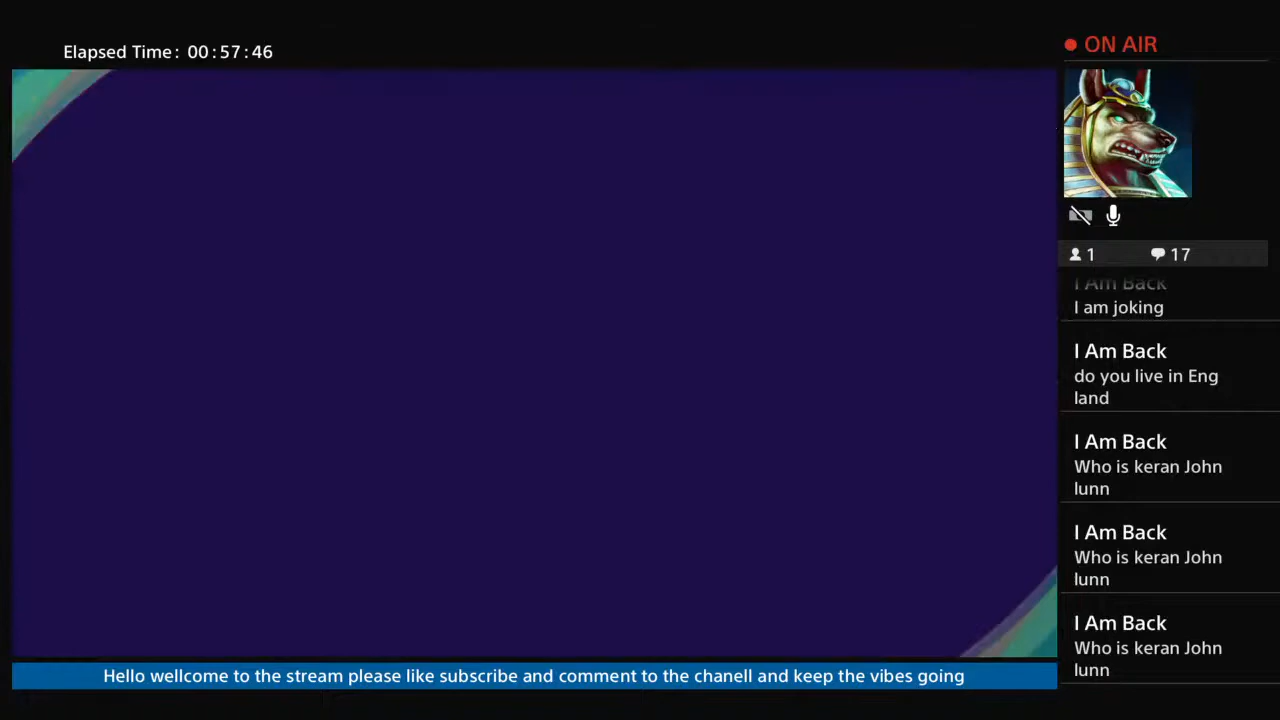 Elapsed Time: 00:57:46
ON AIR
1 17
I Am Back
I am joking
I Am Back
do you live in Eng
land
I Am Back
Who is keran John
lunn
I Am Back
Who is keran John
lunn
I Am Back
Who is keran John
lunn
Hello wellcome to the stream please like subscribe and comment to the chanell and keep the vibes going